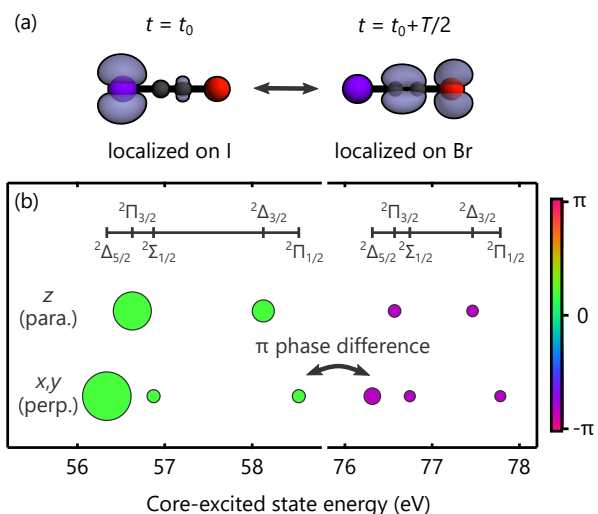 (a)
t = t₀
t = t₀+T/2
localized on I
localized on Br
(b)
²Π₃/₂ ²Δ₃/₂ ²Π₃/₂ ²Δ₃/₂
²Δ₅/₂ ²Σ₁/₂ ²Π₁/₂ ²Δ₅/₂ ²Σ₁/₂ ²Π₁/₂
π
z
(para.)
0
π phase difference
x,y
(perp.)
-π
56 57 58 76 77 78
Core-excited state energy (eV)